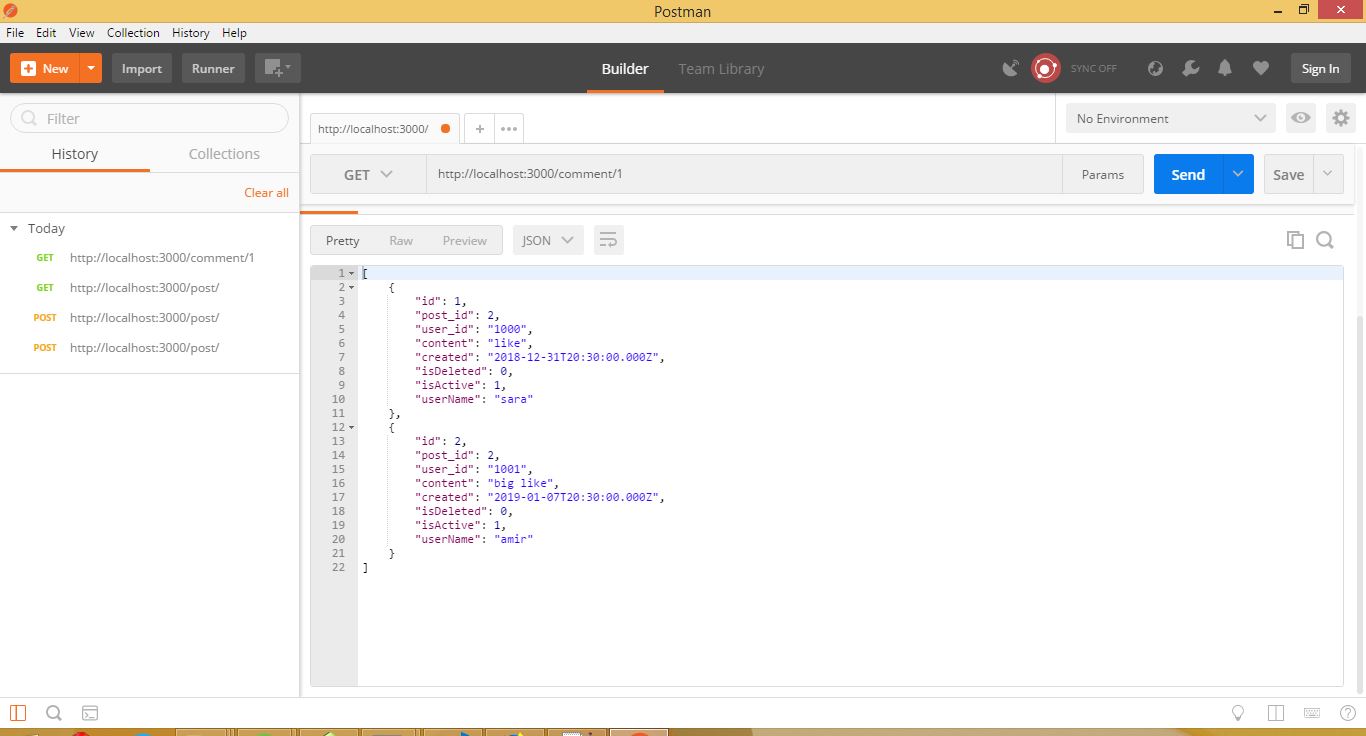 Postman
File Edit View Collection History Help
New Import Runner Builder Team Library SYNC OFF Sign In
Filter
History Collections
Clear all
Today
GET http://localhost:3000/comment/1
GET http://localhost:3000/post/
POST http://localhost:3000/post/
POST http://localhost:3000/post/
http://localhost:3000/ + ••• No Environment
GET http://localhost:3000/comment/1 Params Send Save
Pretty Raw Preview JSON
1 [
2 {
3 "id": 1,
4 "post_id": 2,
5 "user_id": "1000",
6 "content": "like",
7 "created": "2018-12-31T20:30:00.000Z",
8 "isDeleted": 0,
9 "isActive": 1,
10 "userName": "sara"
11 },
12 {
13 "id": 2,
14 "post_id": 2,
15 "user_id": "1001",
16 "content": "big like",
17 "created": "2019-01-07T20:30:00.000Z",
18 "isDeleted": 0,
19 "isActive": 1,
20 "userName": "amir"
21 }
22 ]